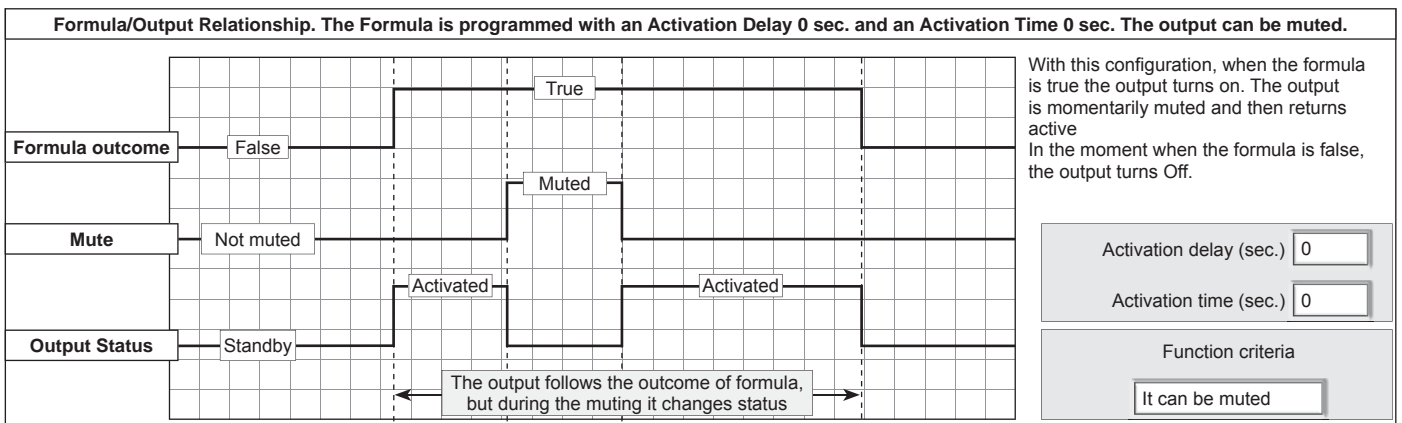 Formula/Output Relationship. The Formula is programmed with an Activation Delay 0 sec. and an Activation Time 0 sec. The output can be muted.
With this configuration, when the formula
is true the output turns on. The output
is momentarily muted and then returns
active
In the moment when the formula is false,
the output turns Off.
True
Formula outcome
False
Muted
Mute
Not muted
Activated
Activated
Output Status
Standby
The output follows the outcome of formula,
but during the muting it changes status
Activation delay (sec.) 0
Activation time (sec.) 0
Function criteria
It can be muted